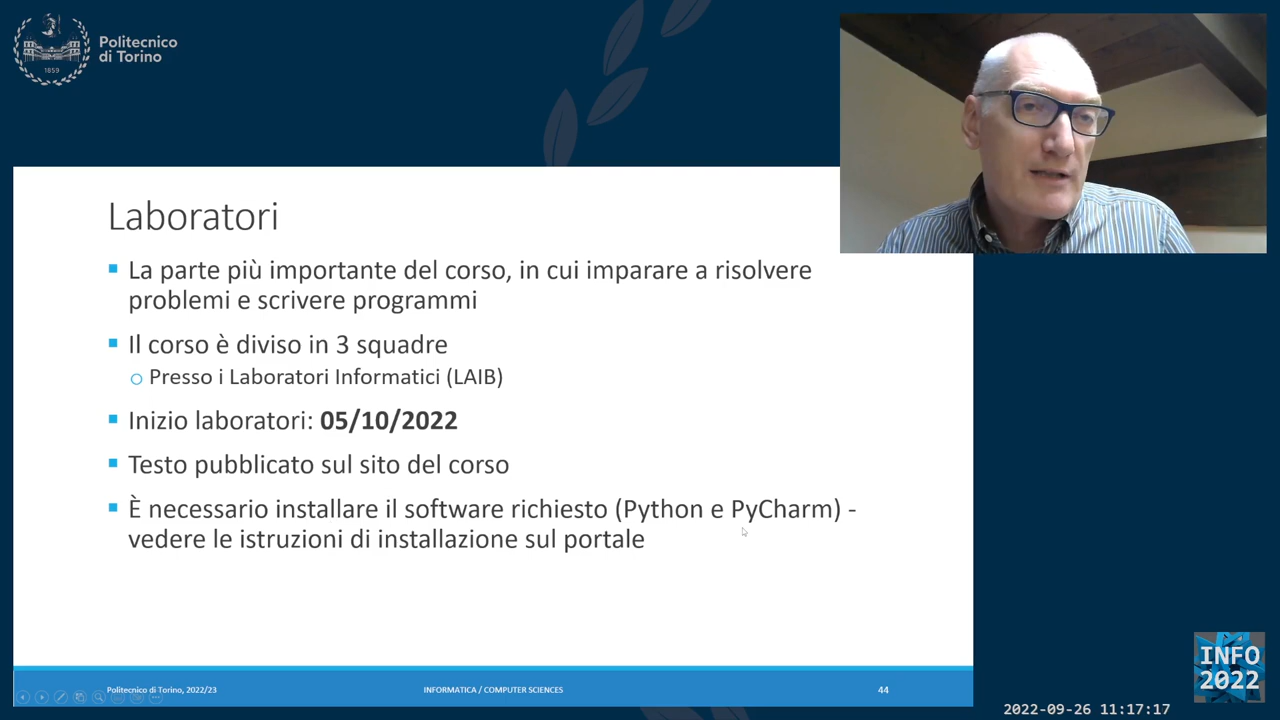 Politecnico
di Torino
1859
Laboratori
La parte più importante del corso, in cui imparare a risolvere
problemi e scrivere programmi
Il corso è diviso in 3 squadre
Presso i Laboratori Informatici (LAIB)
Inizio laboratori: 05/10/2022
Testo pubblicato sul sito del corso
È necessario installare il software richiesto (Python e PyCharm) -
vedere le istruzioni di installazione sul portale
Politecnico di Torino, 2022/23
INFORMATICA / COMPUTER SCIENCES
44
INFO
2022
2022-09-26 11:17:17